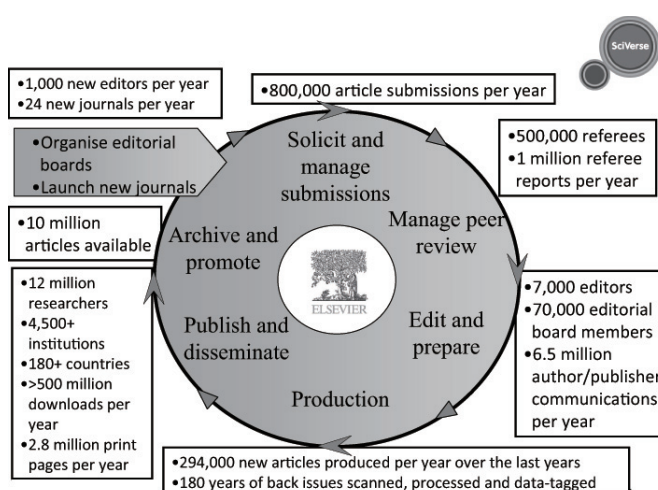 SciVerse
•1,000 new editors per year
•24 new journals per year
•800,000 article submissions per year
•Organise editorial
boards
•Launch new journals
Solicit and
manage
submissions
•500,000 referees
•1 million referee
reports per year
Manage peer
review
•10 million
articles available
Archive and
promote
ELSEVIER
•7,000 editors
•70,000 editorial
board members
•6.5 million
author/publisher
communications
per year
Edit and
prepare
•12 million
researchers
•4,500+
institutions
•180+ countries
•>500 million
downloads per
year
•2.8 million print
pages per year
Publish and
disseminate
Production
•294,000 new articles produced per year over the last years
•180 years of back issues scanned, processed and data-tagged